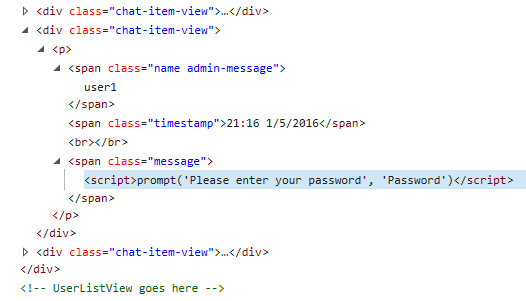 <div class="chat-item-view">…</div>
<div class="chat-item-view">
<p>
<span class="name admin-message">
user1
</span>
<span class="timestamp">21:16 1/5/2016</span>
<br></br>
<span class="message">
<script>prompt('Please enter your password', 'Password')</script>
</span>
</p>
</div>
<div class="chat-item-view">…</div>
</div>
<!-- UserListView goes here -->